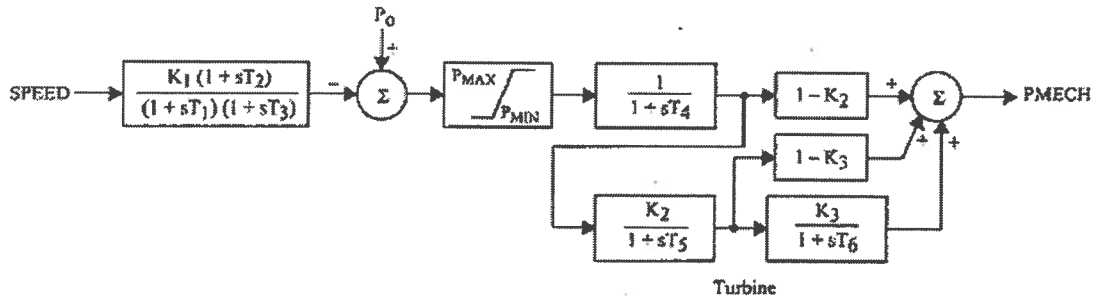 P₀
+
SPEED
K₁ (1 + sT₂)
(1 + sT₁) (1 + sT₃)
−
Σ
PMAX
PMIN
1
1 + sT₄
1 − K₂
+
Σ
PMECH
1 − K₃
+
+
K₂
1 + sT₅
K₃
1 + sT₆
Turbine